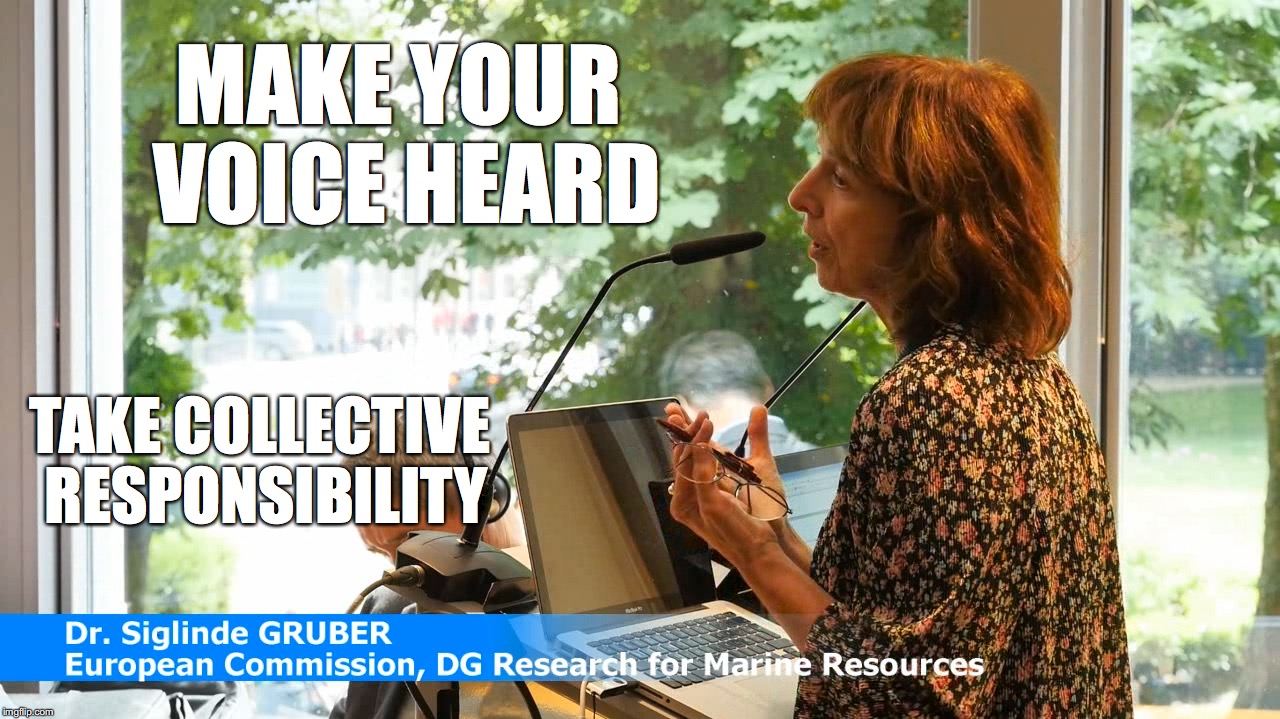 MAKE YOUR
VOICE HEARD
TAKE COLLECTIVE
RESPONSIBILITY
Dr. Siglinde GRUBER
European Commission, DG Research for Marine Resources
imgflip.com